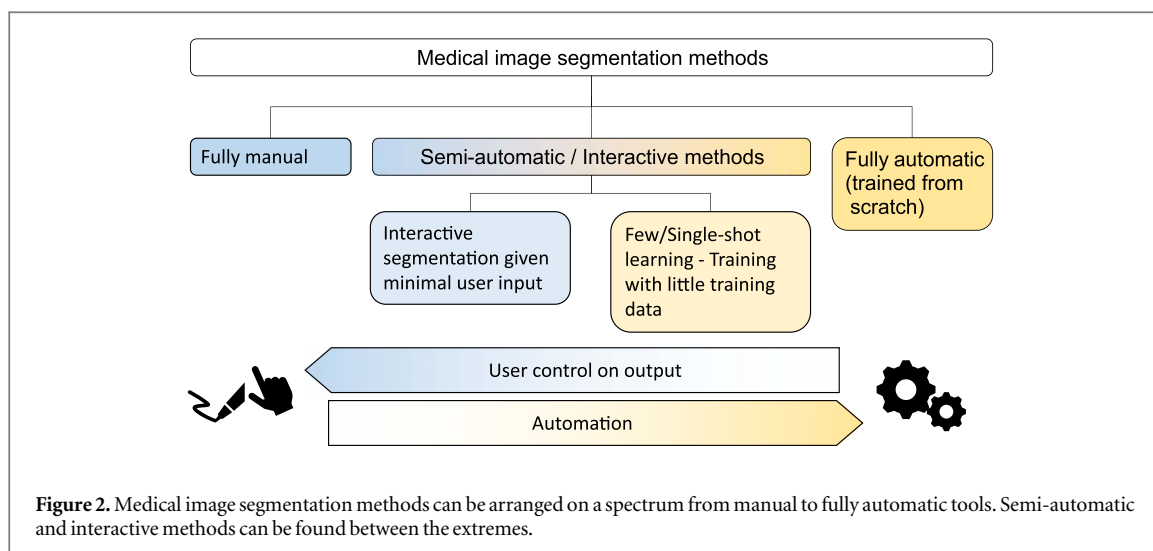 Medical image segmentation methods
Fully manual
Semi-automatic / Interactive methods
Fully automatic
(trained from
scratch)
Interactive
segmentation given
minimal user input
Few/Single-shot
learning - Training
with little training
data
User control on output
Automation
Figure 2. Medical image segmentation methods can be arranged on a spectrum from manual to fully automatic tools. Semi-automatic
and interactive methods can be found between the extremes.